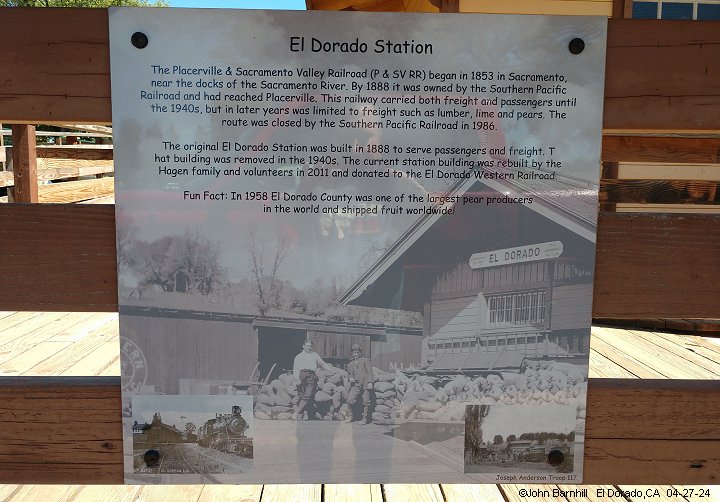 El Dorado Station
The Placerville & Sacramento Valley Railroad (P & SV RR) began in 1853 in Sacramento,
near the docks of the Sacramento River. By 1888 it was owned by the Southern Pacific
Railroad and had reached Placerville. This railway carried both freight and passengers until
the 1940s, but in later years was limited to freight such as lumber, lime and pears. The
route was closed by the Southern Pacific Railroad in 1986.
The original El Dorado Station was built in 1888 to serve passengers and freight. T
hat building was removed in the 1940s. The current station building was rebuilt by the
Hagen family and volunteers in 2011 and donated to the El Dorado Western Railroad.
Fun Fact: In 1958 El Dorado County was one of the largest pear producers
in the world and shipped fruit worldwide!
EL DORADO
Joseph Anderson Troop 117
©John Barnhill El Dorado,CA 04-27-24